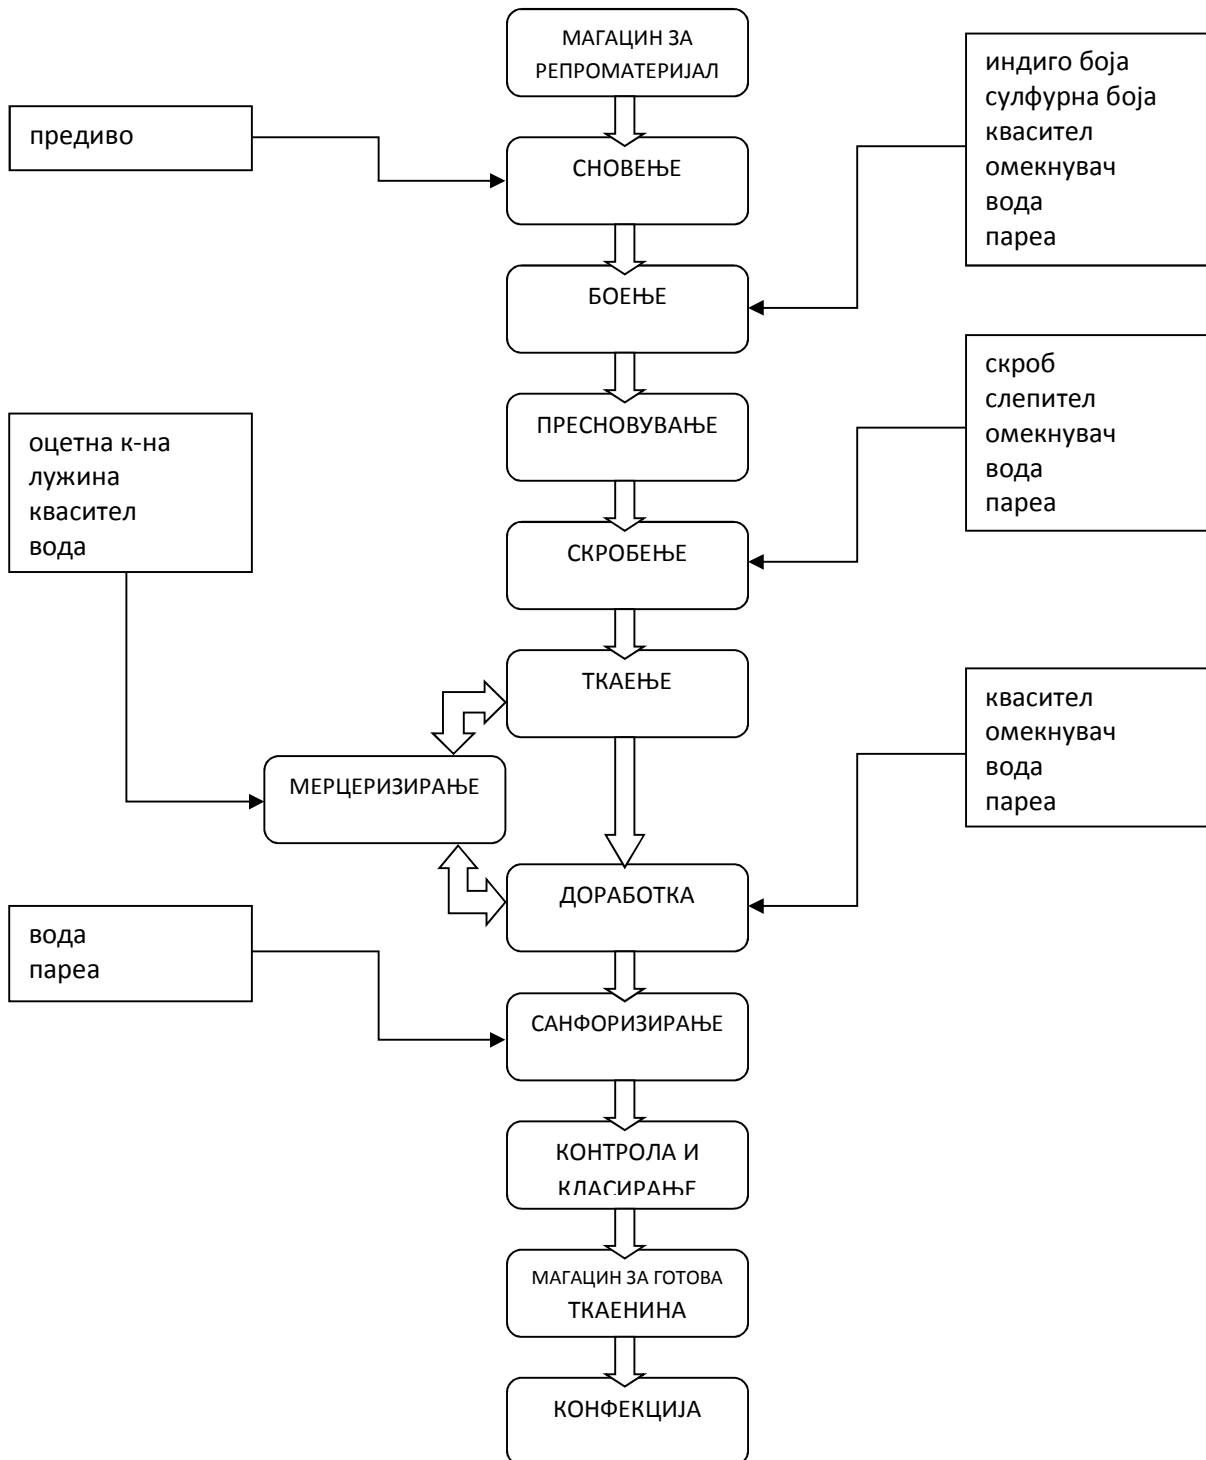 МАГАЦИН ЗА
РЕПРОМАТЕРИЈАЛ
индиго боја
сулфурна боја
квасител
омекнувач
вода
пареа
предиво
СНОВЕЊЕ
БОЕЊЕ
скроб
слепител
омекнувач
вода
пареа
ПРЕСНОВУВАЊЕ
оцетна к-на
лужина
квасител
вода
СКРОБЕЊЕ
ТКАЕЊЕ
квасител
омекнувач
вода
пареа
МЕРЦЕРИЗИРАЊЕ
ДОРАБОТКА
вода
пареа
САНФОРИЗИРАЊЕ
КОНТРОЛА И
КЛАСИРАЊЕ
МАГАЦИН ЗА ГОТОВА
ТКАЕНИНА
КОНФЕКЦИЈА